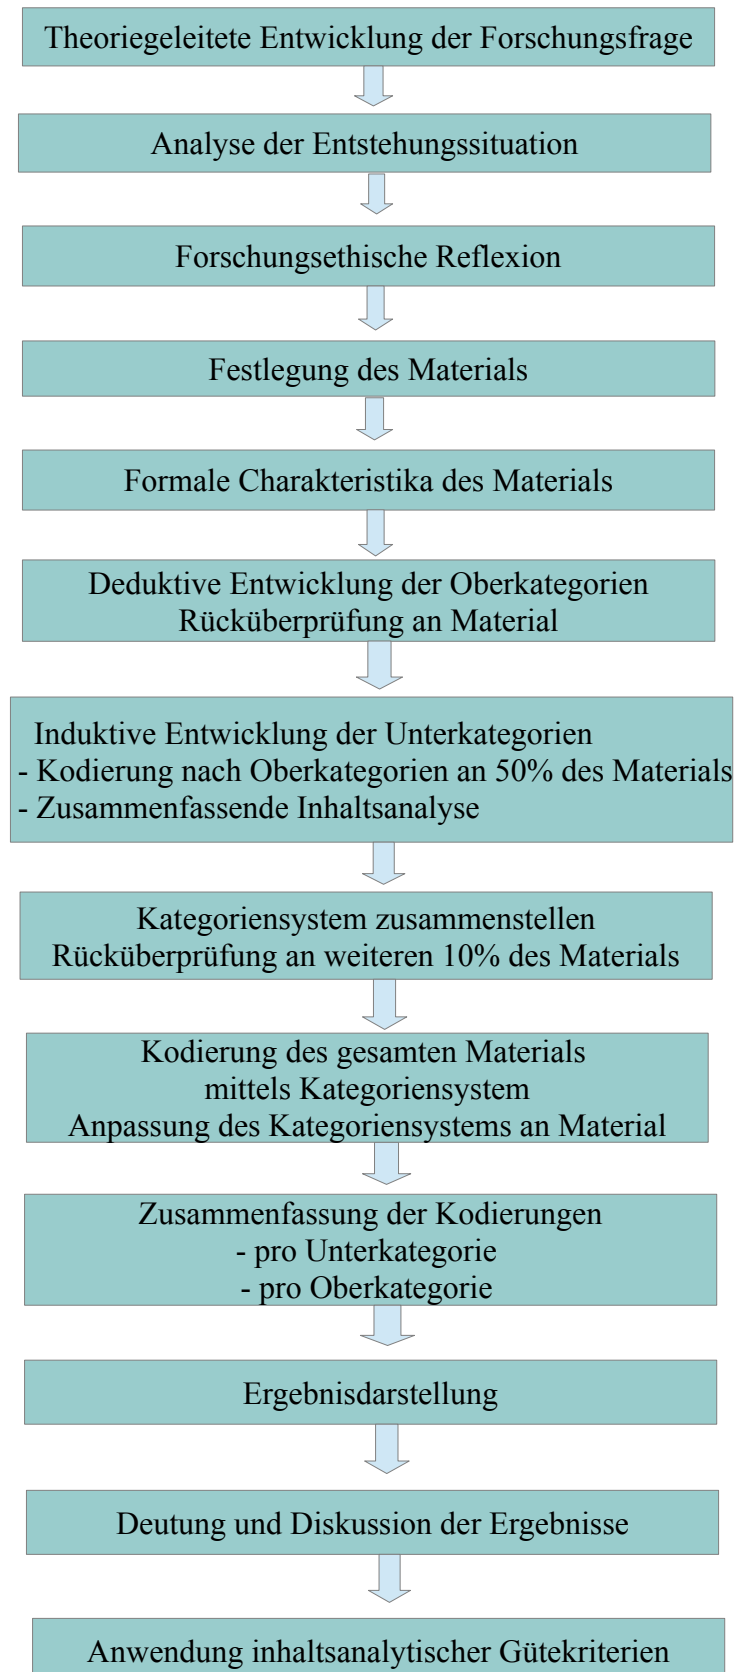 Theoriegeleitete Entwicklung der Forschungsfrage
Analyse der Entstehungssituation
Forschungsethische Reflexion
Festlegung des Materials
Formale Charakteristika des Materials
Deduktive Entwicklung der Oberkategorien
Rücküberprüfung an Material
Induktive Entwicklung der Unterkategorien
- Kodierung nach Oberkategorien an 50% des Materials
- Zusammenfassende Inhaltsanalyse
Kategoriensystem zusammenstellen
Rücküberprüfung an weiteren 10% des Materials
Kodierung des gesamten Materials
mittels Kategoriensystem
Anpassung des Kategoriensystems an Material
Zusammenfassung der Kodierungen
- pro Unterkategorie
- pro Oberkategorie
Ergebnisdarstellung
Deutung und Diskussion der Ergebnisse
Anwendung inhaltsanalytischer Gütekriterien